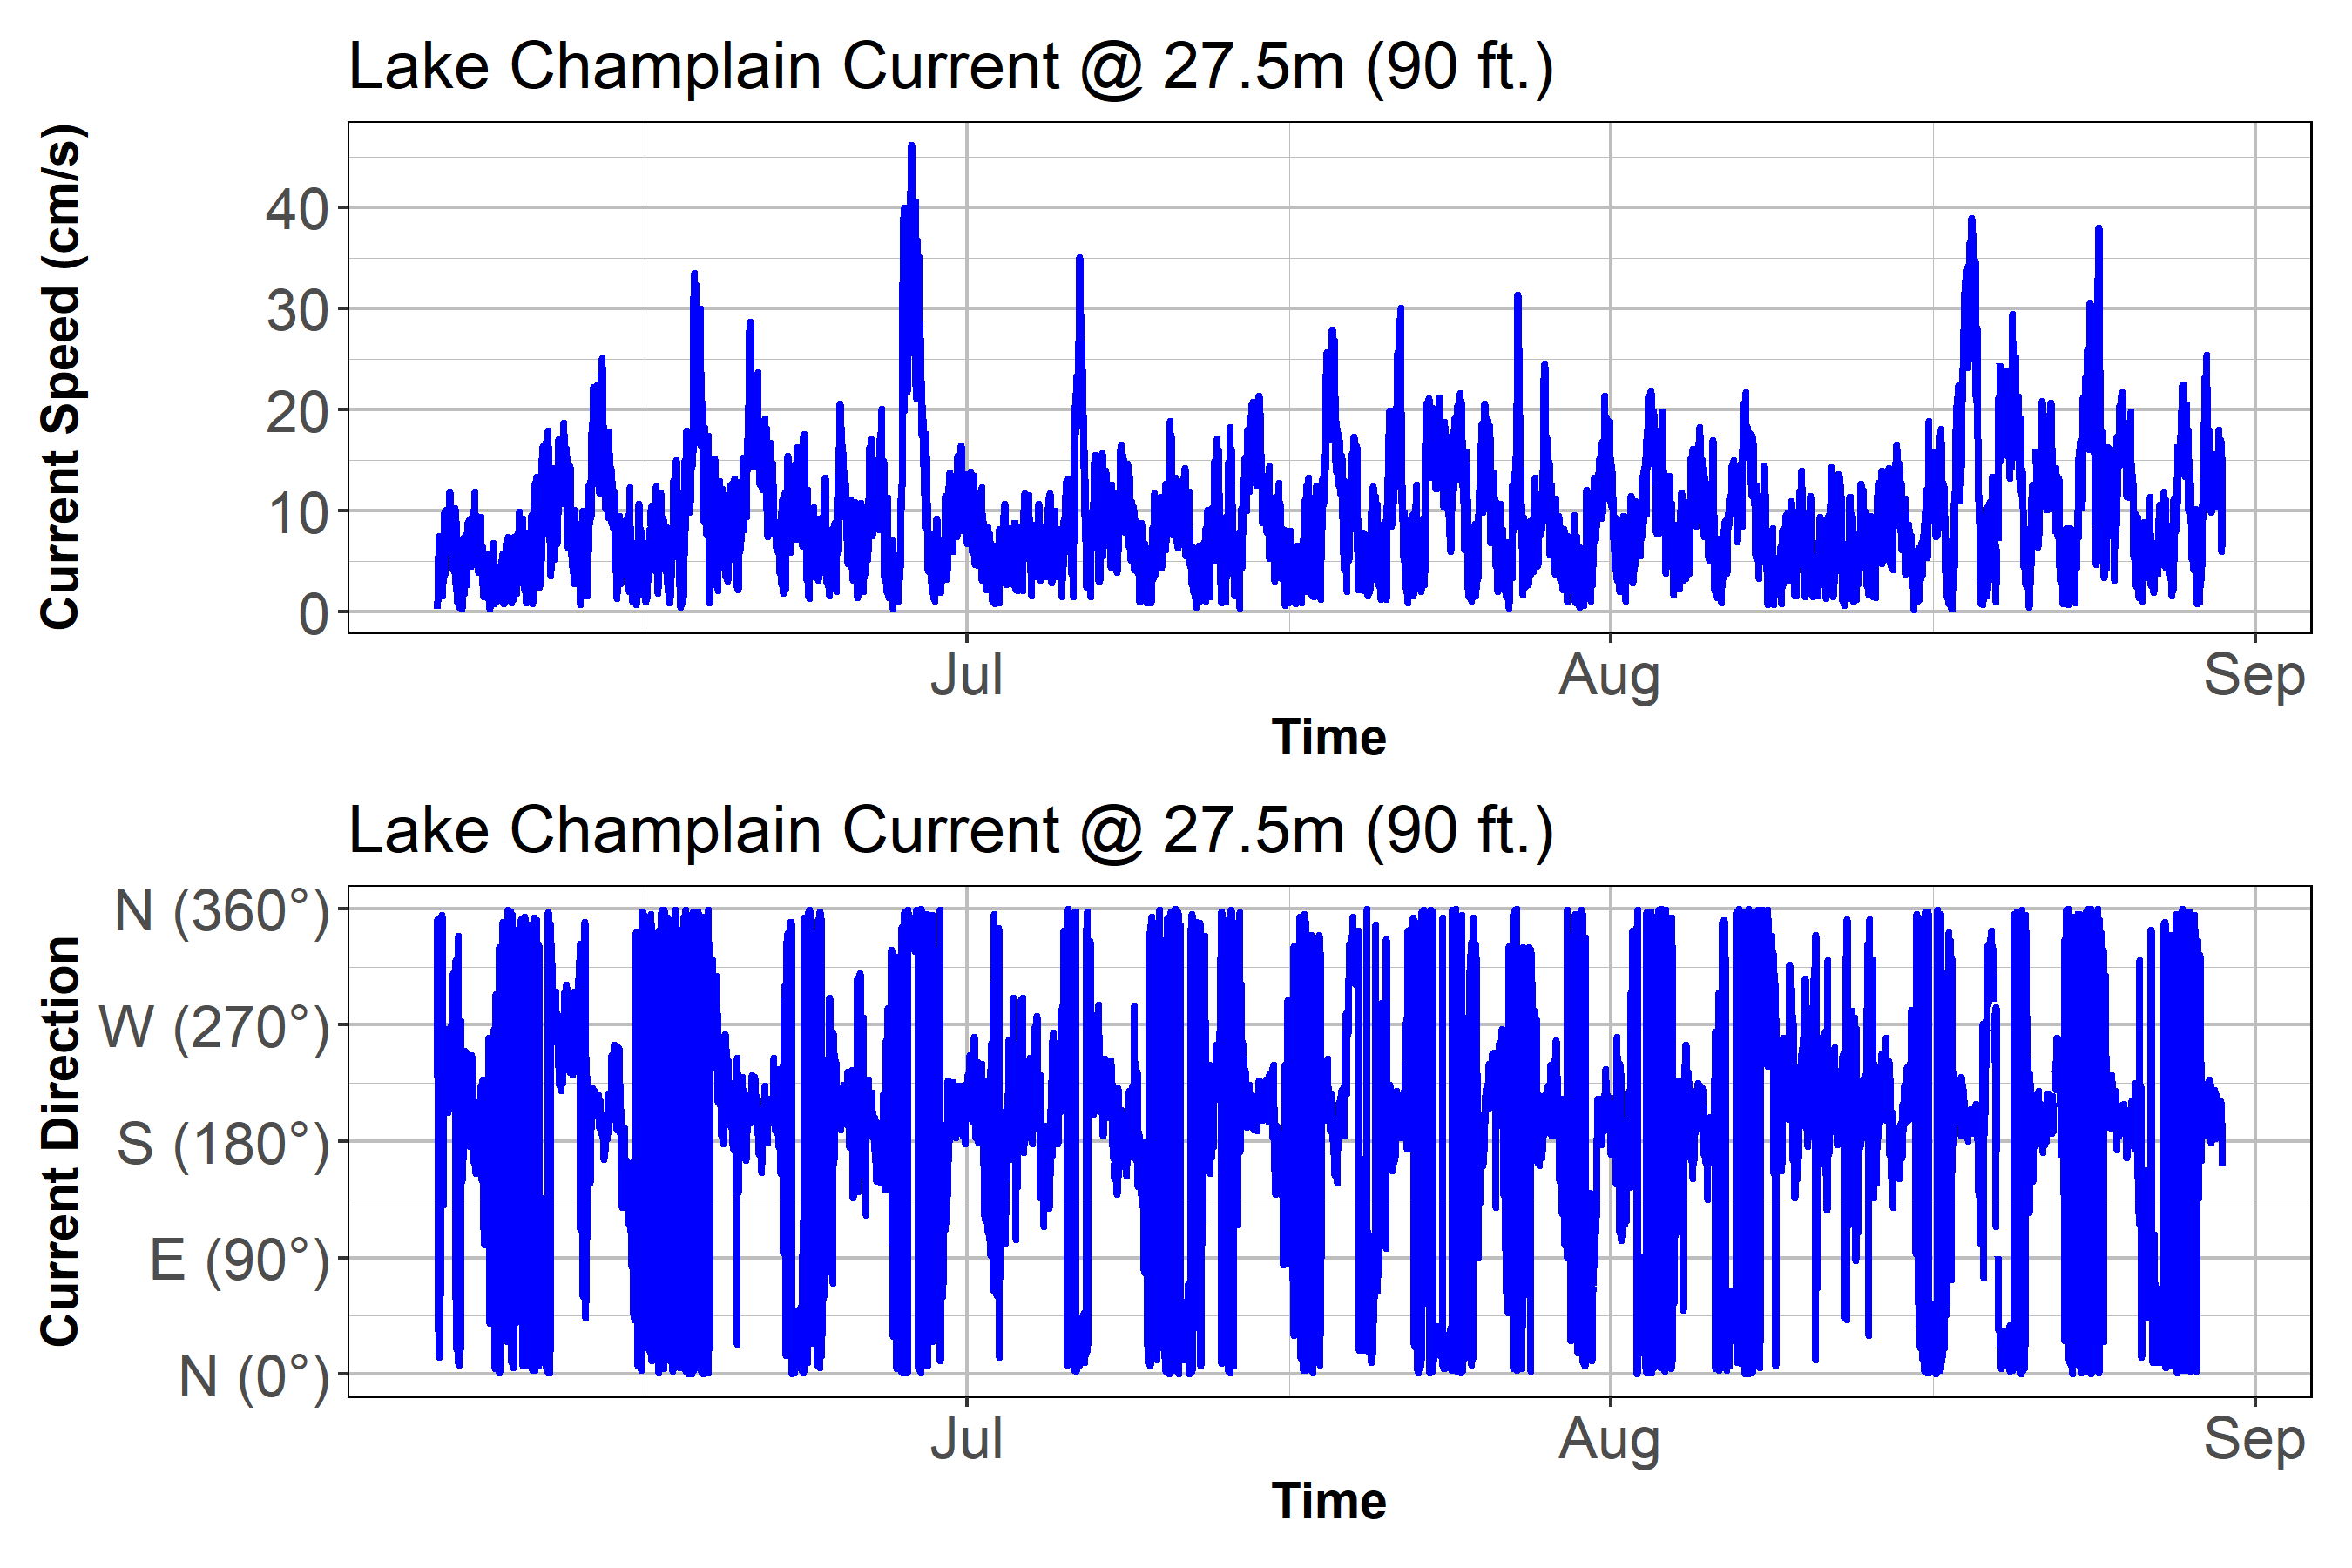 Lake Champlain Current @ 27.5m (90 ft.)
Current Speed (cm/s)
40
30
20
10
0
Jul
Aug
Sep
Time
Lake Champlain Current @ 27.5m (90 ft.)
Current Direction
N (360°)
W (270°)
S (180°)
E (90°)
N (0°)
Jul
Aug
Sep
Time